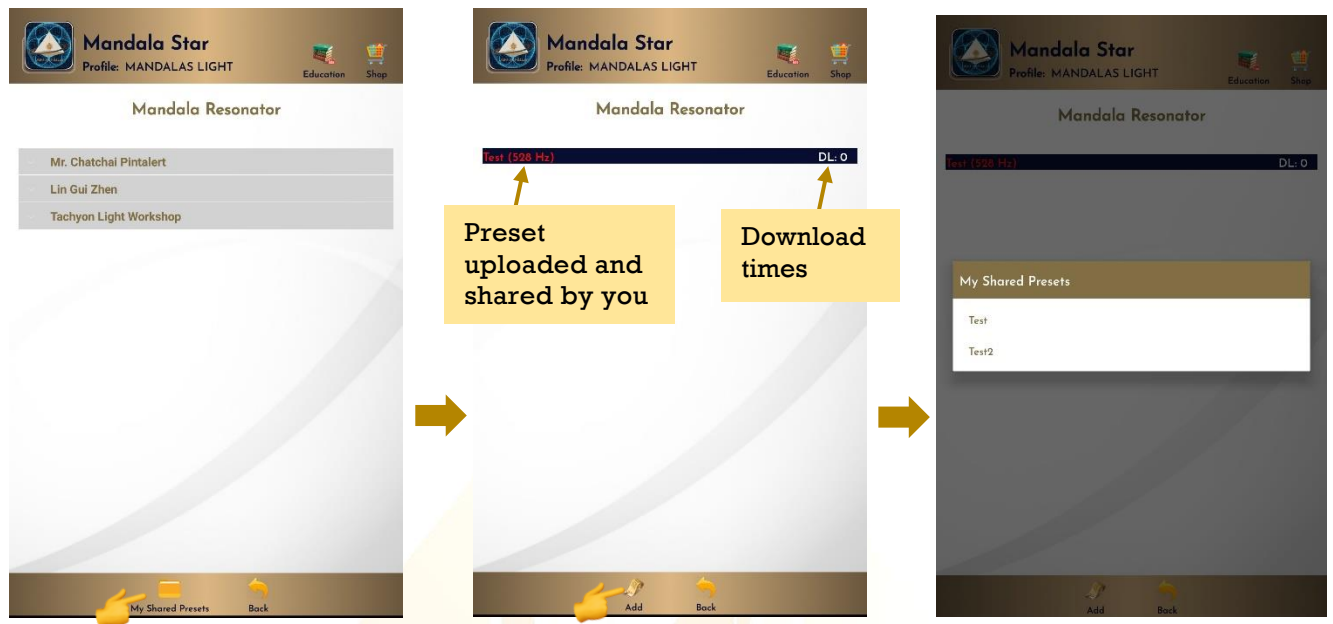 Mandala Star
Profile: MANDALAS LIGHT
Education
Shop
Mandala Resonator
Mr. Chatchai Pintalert
Lin Gui Zhen
Tachyon Light Workshop
My Shared Presets
Back
Mandala Star
Profile: MANDALAS LIGHT
Education
Shop
Mandala Resonator
Test (528 Hz)
DL: 0
Preset
uploaded and
shared by you
Download
times
Add
Back
Mandala Star
Profile: MANDALAS LIGHT
Education
Shop
Mandala Resonator
Test (528 Hz)
DL: 0
My Shared Presets
Test
Test2
Add
Back